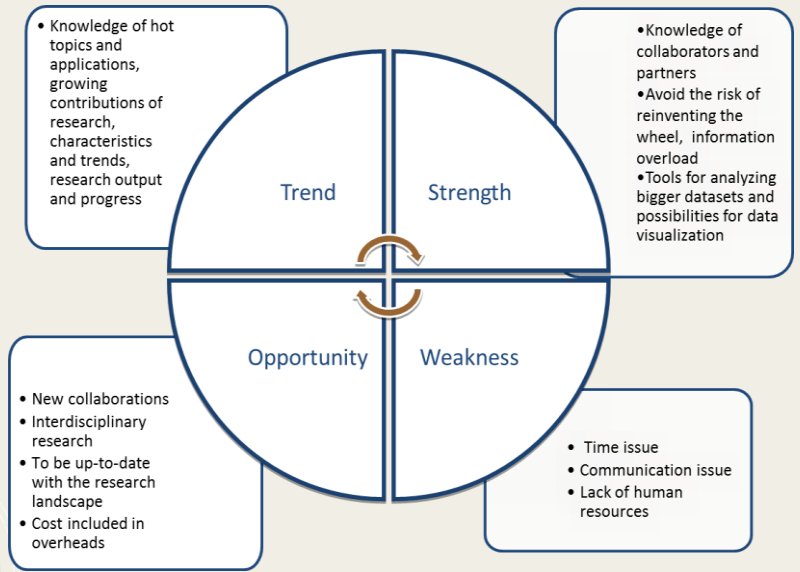 • Knowledge of hot
topics and
applications,
growing
contributions of
research,
characteristics
and trends,
research output
and progress
•Knowledge of
collaborators and
partners
•Avoid the risk of
reinventing the
wheel, information
overload
•Tools for analyzing
bigger datasets and
possibilities for data
visualization
Trend
Strength
Opportunity
Weakness
• New collaborations
• Interdisciplinary
research
• To be up-to-date
with the research
landscape
• Cost included in
overheads
• Time issue
• Communication issue
• Lack of human
resources